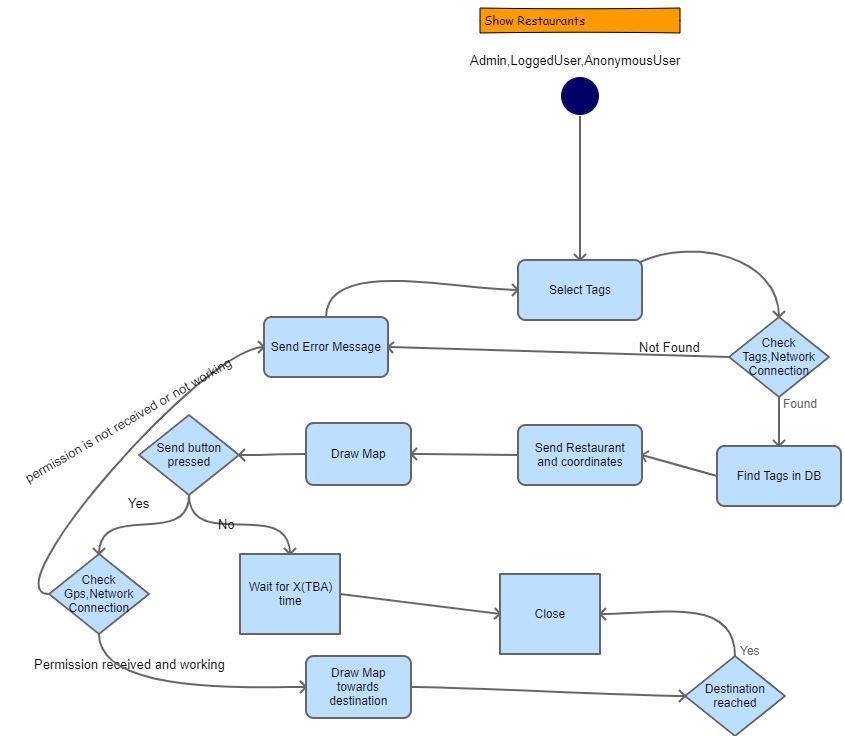 Show Restaurants
Admin,LoggedUser,AnonymousUser
Select Tags
Send Error Message
Not Found
Check
Tags,Network
Connection
Found
permission is not received or not working
Send button
pressed
Draw Map
Send Restaurant
and coordinates
Find Tags in DB
Yes
No
Check
Gps,Network
Connection
Wait for X(TBA)
time
Close
Permission received and working
Draw Map
towards
destination
Yes
Destination
reached